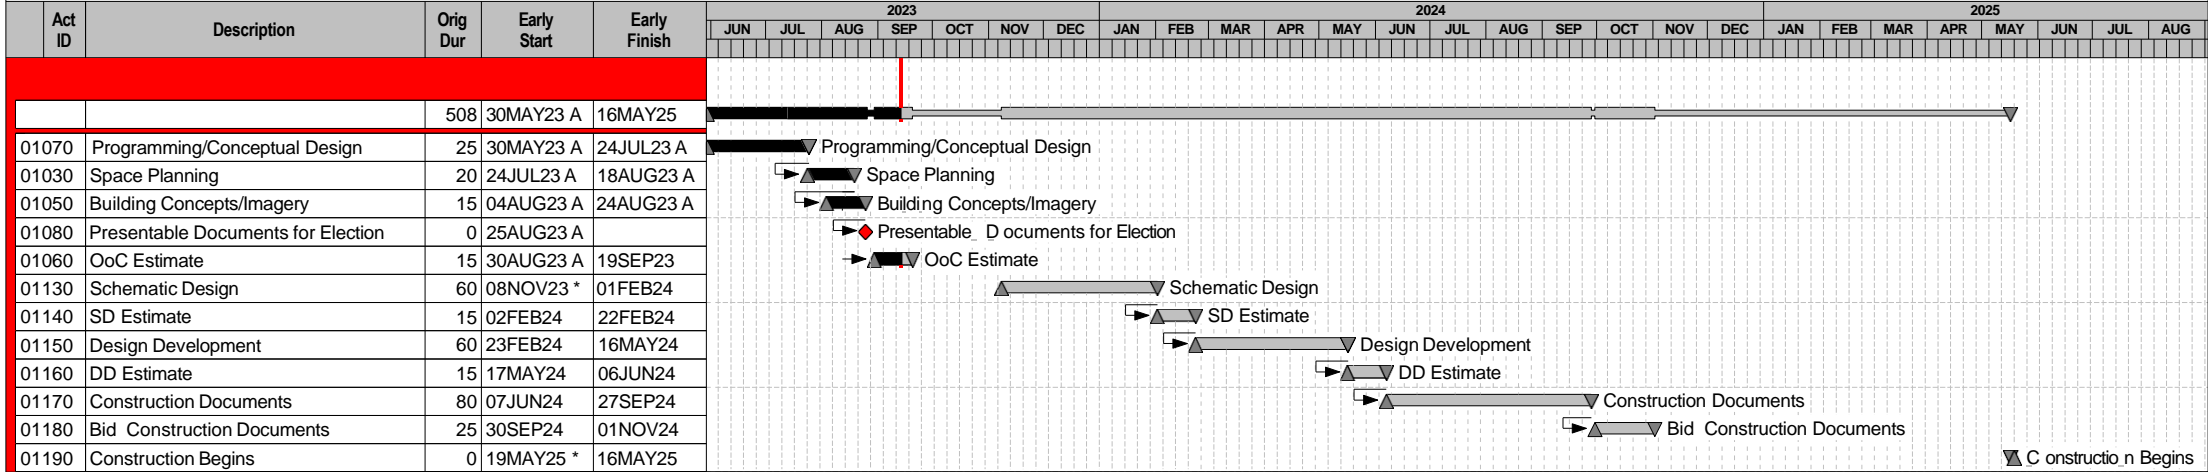 Act ID Description Orig Dur Early Start Early Finish
2023 2024 2025
JUN JUL AUG SEP OCT NOV DEC JAN FEB MAR APR MAY JUN JUL AUG SEP OCT NOV DEC JAN FEB MAR APR MAY JUN JUL AUG
508 30MAY23 A 16MAY25
01070 Programming/Conceptual Design 25 30MAY23 A 24JUL23 A Programming/Conceptual Design
01030 Space Planning 20 24JUL23 A 18AUG23 A Space Planning
01050 Building Concepts/Imagery 15 04AUG23 A 24AUG23 A Building Concepts/Imagery
01080 Presentable Documents for Election 0 25AUG23 A Presentable D ocuments for Election
01060 OoC Estimate 15 30AUG23 A 19SEP23 OoC Estimate
01130 Schematic Design 60 08NOV23 * 01FEB24 Schematic Design
01140 SD Estimate 15 02FEB24 22FEB24 SD Estimate
01150 Design Development 60 23FEB24 16MAY24 Design Development
01160 DD Estimate 15 17MAY24 06JUN24 DD Estimate
01170 Construction Documents 80 07JUN24 27SEP24 Construction Documents
01180 Bid Construction Documents 25 30SEP24 01NOV24 Bid Construction Documents
01190 Construction Begins 0 19MAY25 * 16MAY25 C onstructio n Begins